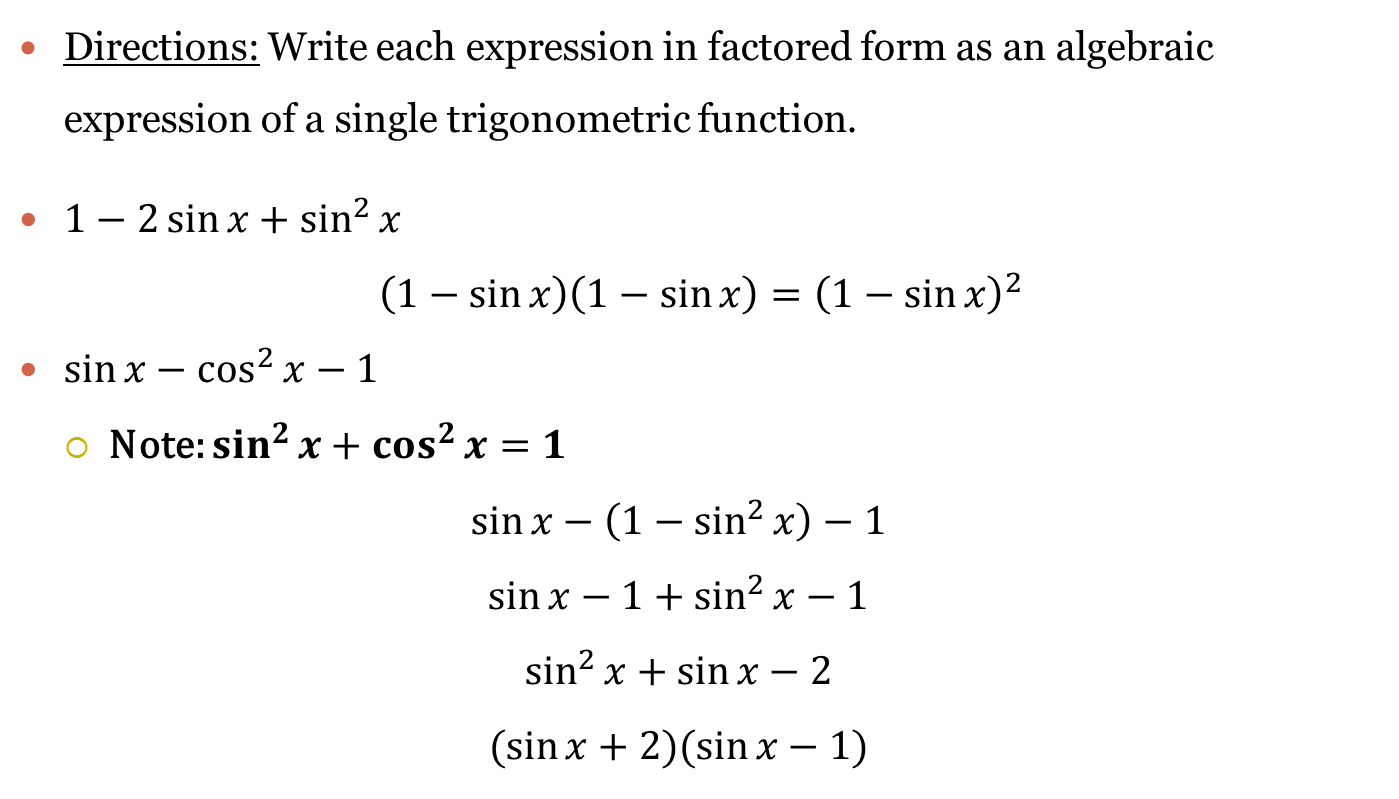 • Directions: Write each expression in factored form as an algebraic
expression of a single trigonometric function.
• 1 − 2 sin x + sin² x
(1 − sin x)(1 − sin x) = (1 − sin x)²
• sin x − cos² x − 1
○ Note: sin² x + cos² x = 1
sin x − (1 − sin² x) − 1
sin x − 1 + sin² x − 1
sin² x + sin x − 2
(sin x + 2)(sin x − 1)